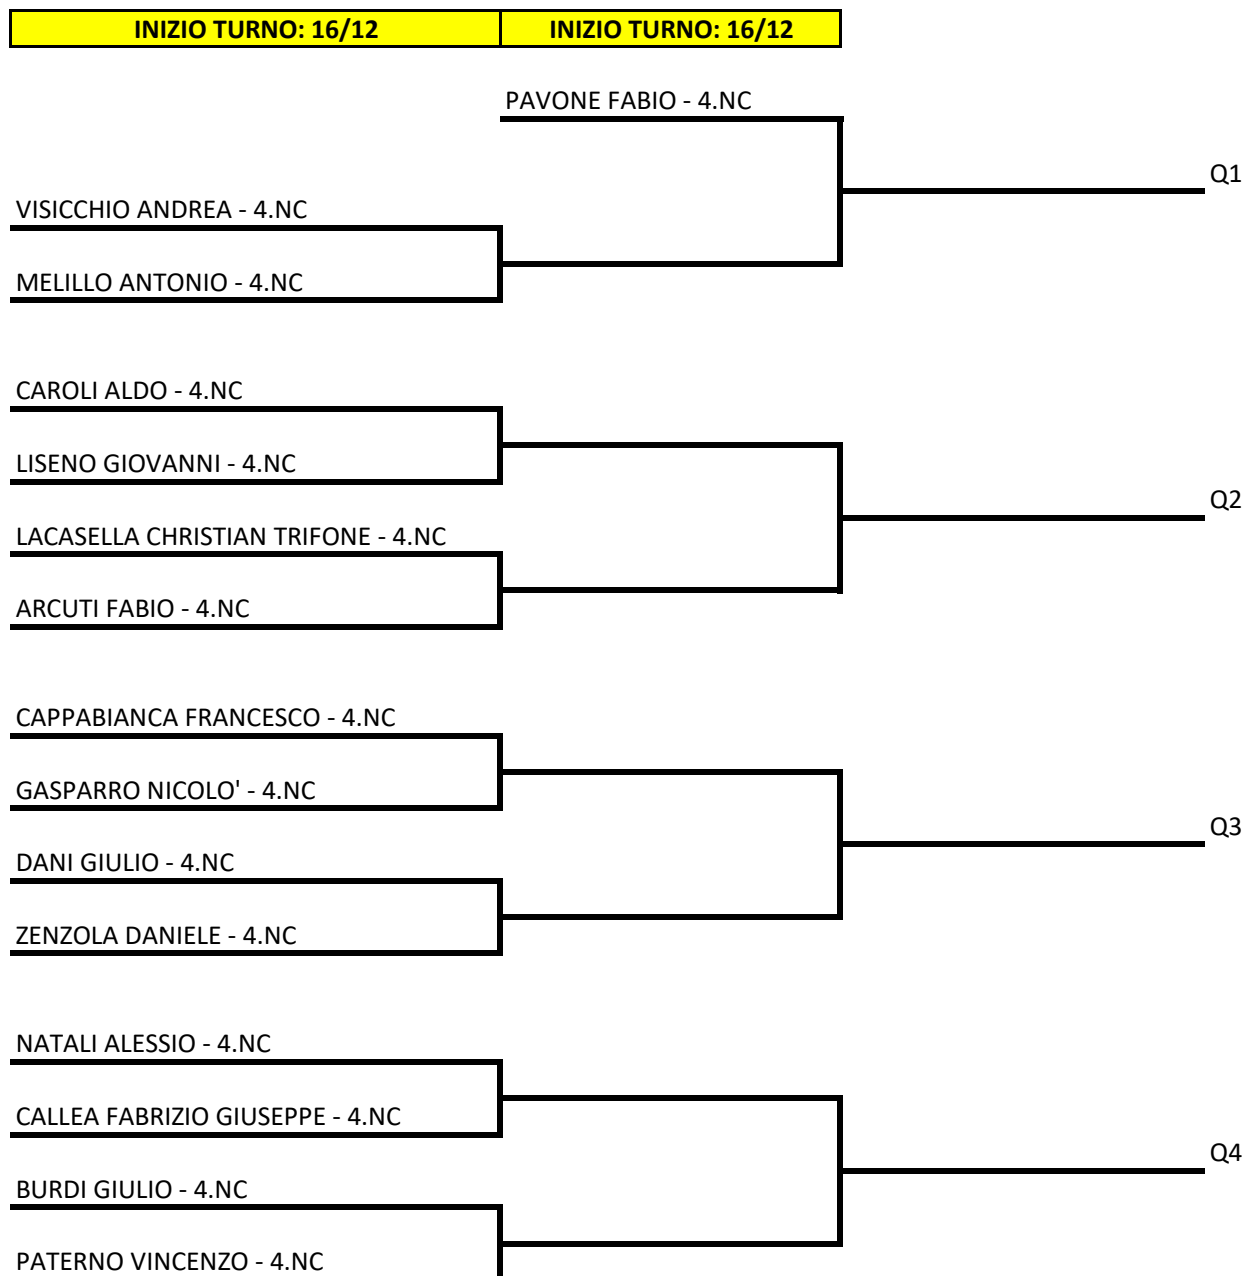 INIZIO TURNO: 16/12 INIZIO TURNO: 16/12
PAVONE FABIO - 4.NC
Q1
VISICCHIO ANDREA - 4.NC
MELILLO ANTONIO - 4.NC
CAROLI ALDO - 4.NC
LISENO GIOVANNI - 4.NC
Q2
LACASELLA CHRISTIAN TRIFONE - 4.NC
ARCUTI FABIO - 4.NC
CAPPABIANCA FRANCESCO - 4.NC
GASPARRO NICOLO' - 4.NC
Q3
DANI GIULIO - 4.NC
ZENZOLA DANIELE - 4.NC
NATALI ALESSIO - 4.NC
CALLEA FABRIZIO GIUSEPPE - 4.NC
Q4
BURDI GIULIO - 4.NC
PATERNO VINCENZO - 4.NC